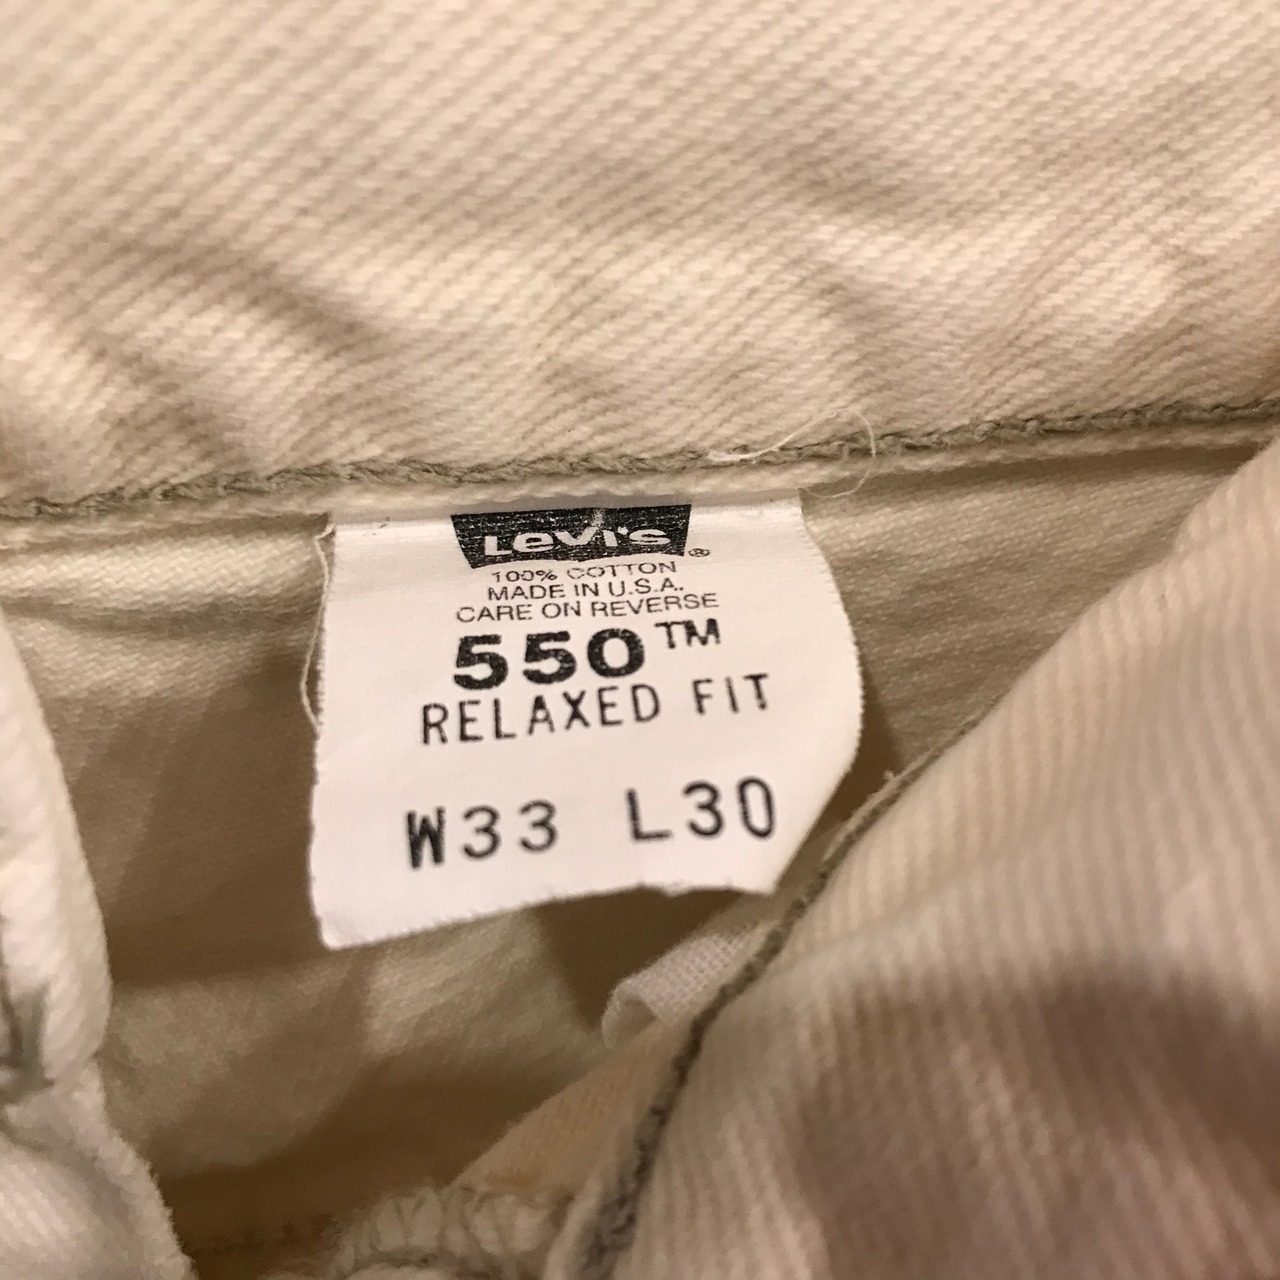 Levi's ®
100% COTTON
MADE IN U.S.A.
CARE ON REVERSE
550™
RELAXED FIT
W33 L30